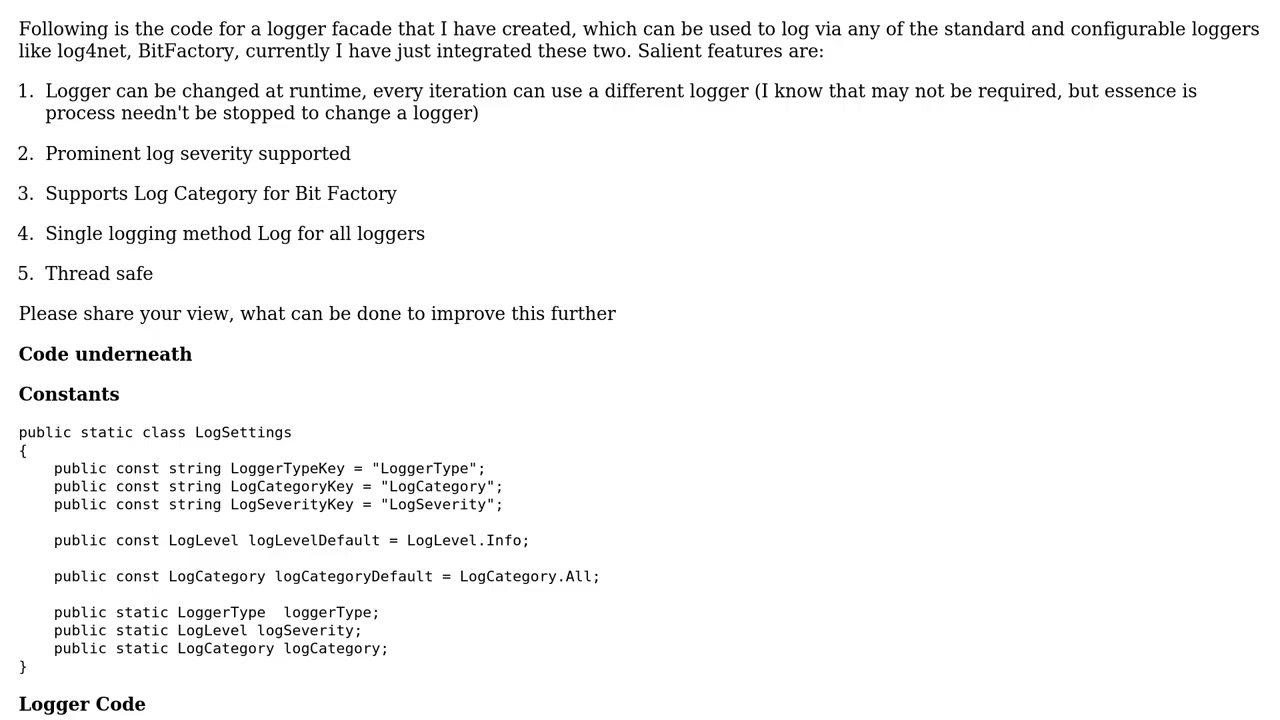 Following is the code for a logger facade that I have created, which can be used to log via any of the standard and configurable loggers
like log4net, BitFactory, currently I have just integrated these two. Salient features are:
1. Logger can be changed at runtime, every iteration can use a different logger (I know that may not be required, but essence is
process needn't be stopped to change a logger)
2. Prominent log severity supported
3. Supports Log Category for Bit Factory
4. Single logging method Log for all loggers
5. Thread safe
Please share your view, what can be done to improve this further
Code underneath
Constants
public static class LogSettings
{
    public const string LoggerTypeKey = "LoggerType";
    public const string LogCategoryKey = "LogCategory";
    public const string LogSeverityKey = "LogSeverity";
    public const LogLevel logLevelDefault = LogLevel.Info;
    public const LogCategory logCategoryDefault = LogCategory.All;
    public static LoggerType  loggerType;
    public static LogLevel logSeverity;
    public static LogCategory logCategory;
}
Logger Code